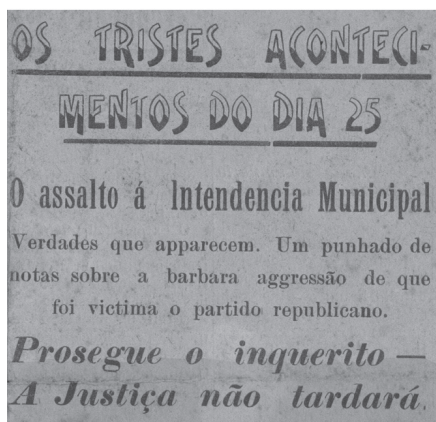 OS TRISTES ACONTECI-
MENTOS DO DIA 25
O assalto á Intendencia Municipal
Verdades que apparecem. Um punhado de
notas sobre a barbara aggressão de que
foi victima o partido republicano.
Prosegue o inquerito —
A Justiça não tardará.